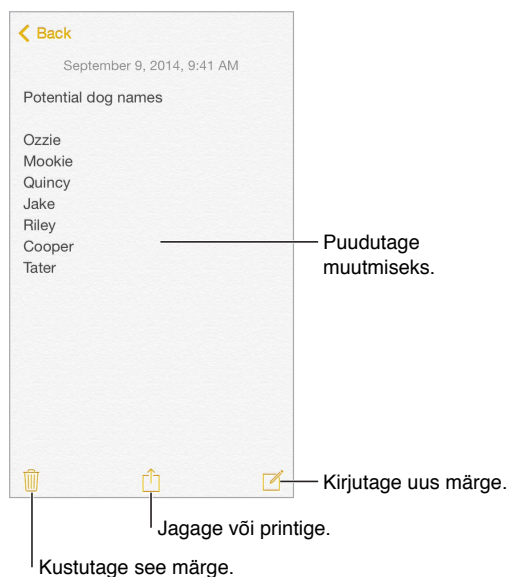 Back
September 9, 2014, 9:41 AM
Potential dog names
Ozzie
Mookie
Quincy
Jake
Riley
Cooper
Tater
Puudutage
muutmiseks.
Kirjutage uus märge.
Jagage või printige.
Kustutage see märge.